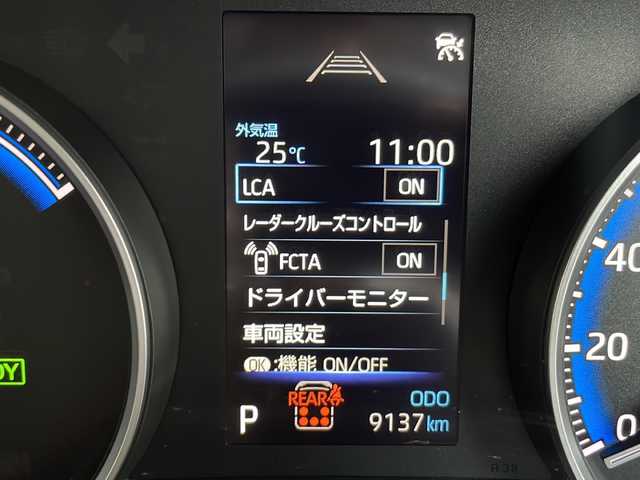 外気温
25℃ 11:00
LCA ON
レーダークルーズコントロール
FCTA ON
ドライバーモニター
車両設定
OK:機能 ON/OFF
REAR
ODO
P 9137km
40
20
0